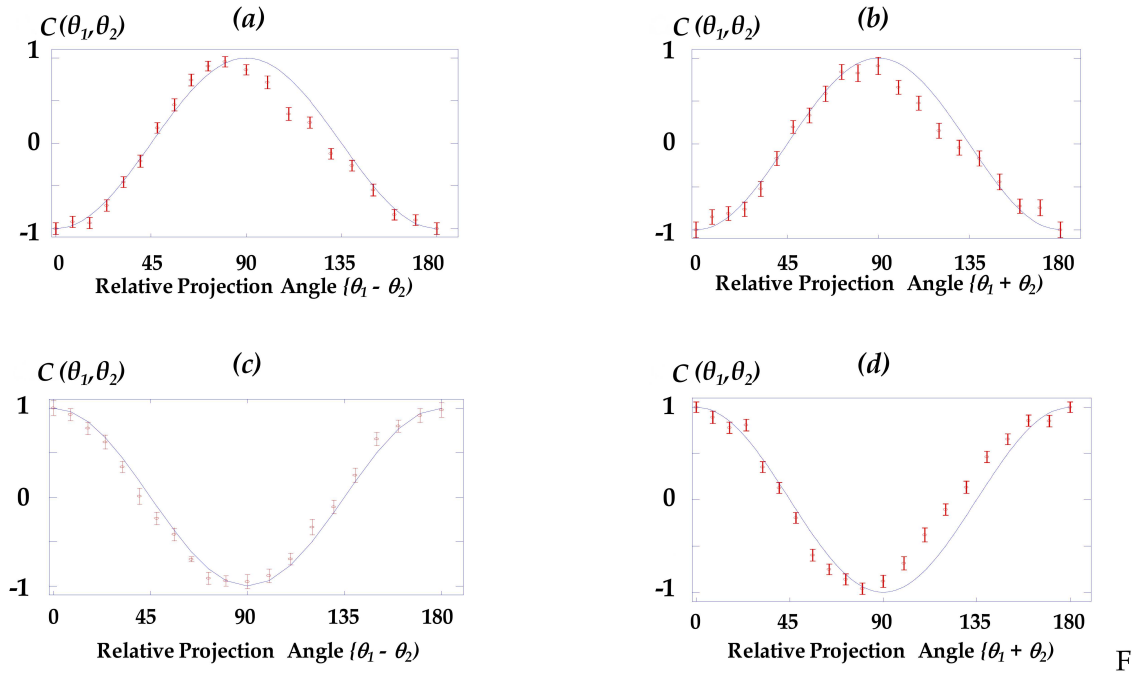 C (θ1,θ2) (a)
1
0
-1
0 45 90 135 180
Relative Projection Angle {θ1 - θ2)
C (θ1,θ2) (b)
1
0
-1
0 45 90 135 180
Relative Projection Angle {θ1 + θ2)
C (θ1,θ2) (c)
1
0
-1
0 45 90 135 180
Relative Projection Angle {θ1 - θ2)
C (θ1,θ2) (d)
1
0
-1
0 45 90 135 180
Relative Projection Angle {θ1 + θ2)
F